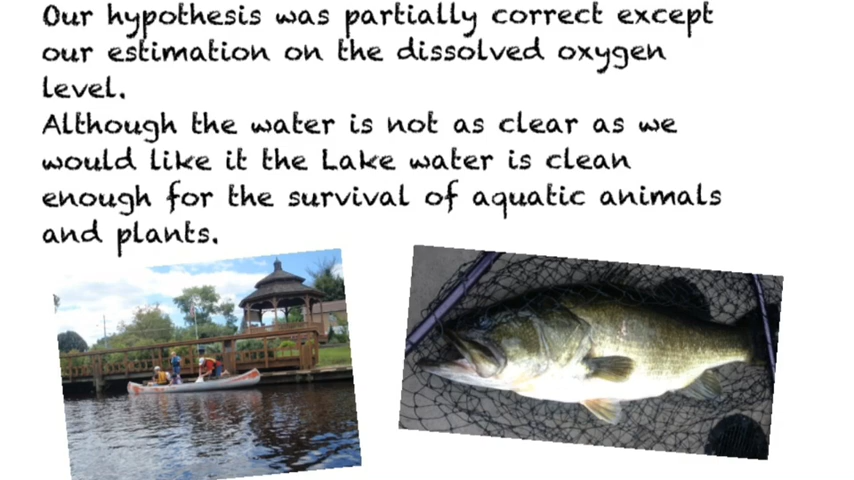 Our hypothesis was partially correct except
our estimation on the dissolved oxygen
level.
Although the water is not as clear as we
would like it the Lake water is clean
enough for the survival of aquatic animals
and plants.